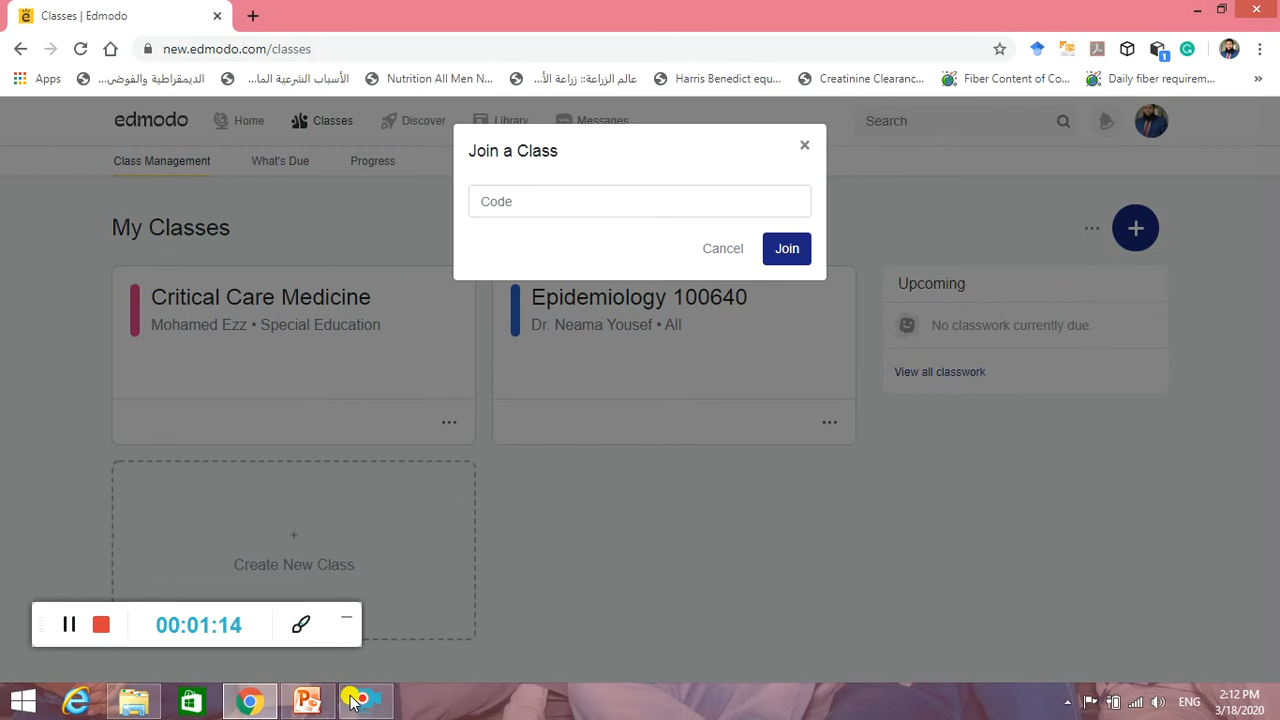 Classes | Edmodo
new.edmodo.com/classes
Apps
الديمقراطية والفوضى...
الأسباب الشرعية الما...
Nutrition All Men N...
عالم الزراعة:: زراعة الأ...
Harris Benedict equ...
Creatinine Clearanc...
Fiber Content of Co...
Daily fiber requirem...
»
edmodo
Home
Classes
Discover
Library
Messages
Search
Class Management
What's Due
Progress
Join a Class
Code
Cancel
Join
My Classes
Critical Care Medicine
Mohamed Ezz • Special Education
Epidemiology 100640
Dr. Neama Yousef • All
Upcoming
No classwork currently due.
View all classwork
+
Create New Class
00:01:14
ENG
2:12 PM
3/18/2020